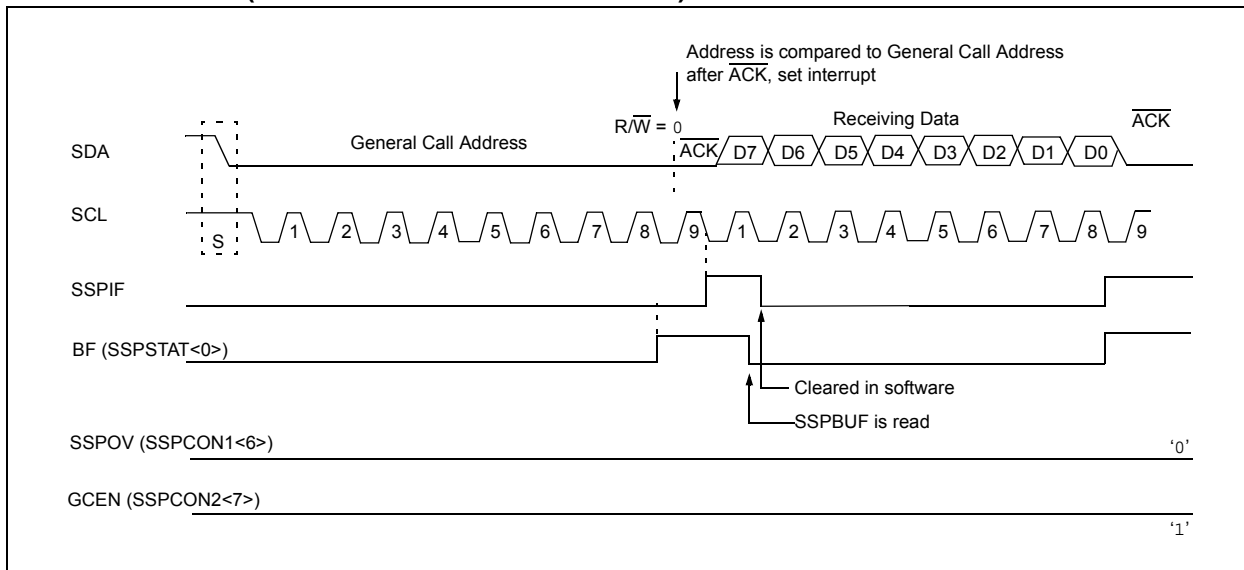 Address is compared to General Call Address
after ACK, set interrupt
R/W = 0
Receiving Data
ACK
General Call Address
SDA
ACK D7 D6 D5 D4 D3 D2 D1 D0
SCL
S
1 2 3 4 5 6 7 8 9 1 2 3 4 5 6 7 8 9
SSPIF
BF (SSPSTAT<0>)
Cleared in software
SSPBUF is read
SSPOV (SSPCON1<6>)
‘0’
GCEN (SSPCON2<7>)
‘1’